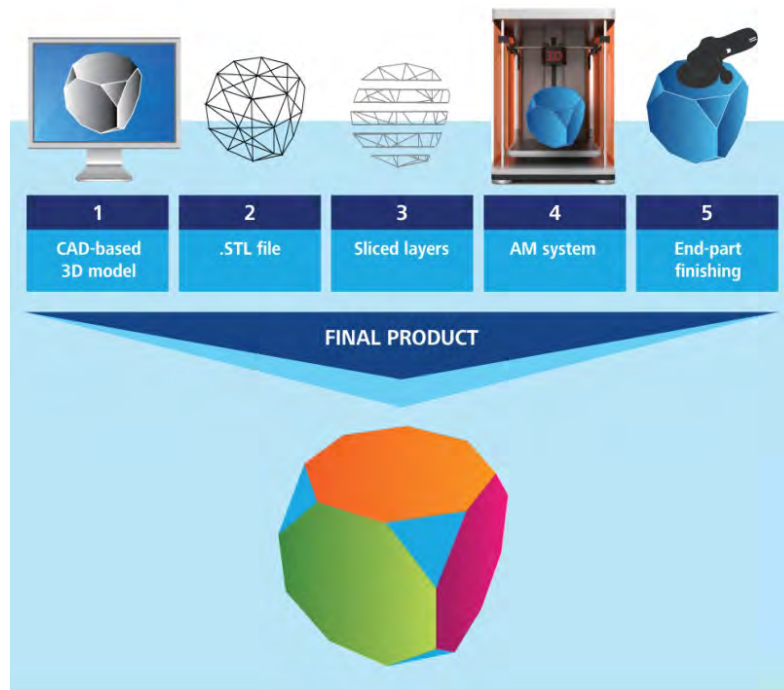 3D
1
CAD-based
3D model
2
.STL file
3
Sliced layers
4
AM system
5
End-part
finishing
FINAL PRODUCT